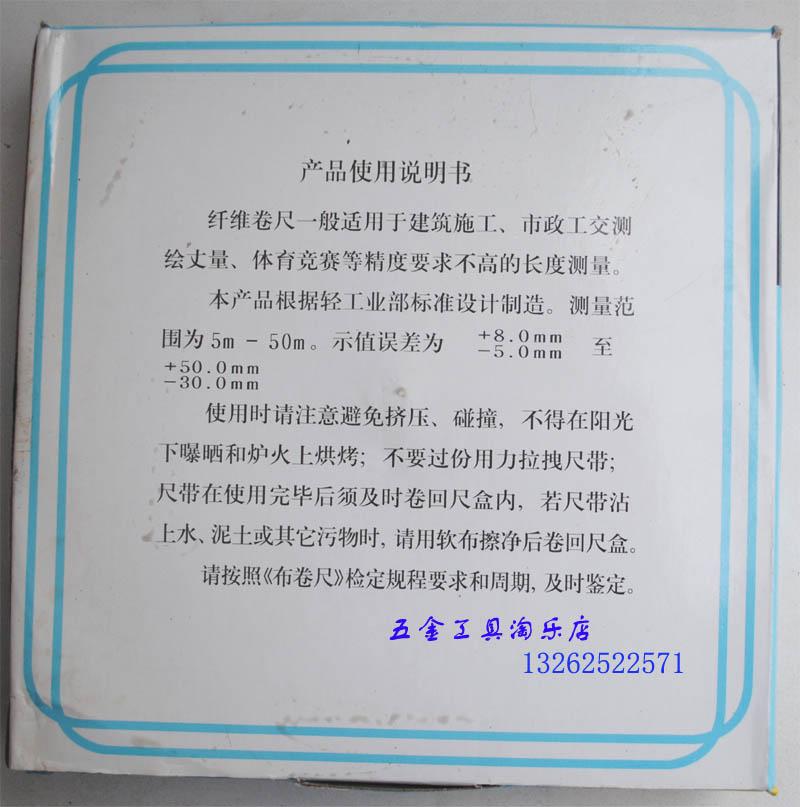 产品使用说明书
纤维卷尺一般适用于建筑施工、市政工交测
绘丈量、体育竞赛等精度要求不高的长度测量。
本产品根据轻工业部标准设计制造。测量范
围为5m－50m。示值误差为 +8.0mm 至
−5.0mm
+50.0mm
−30.0mm
使用时请注意避免挤压、碰撞，不得在阳光
下曝晒和炉火上烘烤；不要过份用力拉拽尺带；
尺带在使用完毕后须及时卷回尺盒内，若尺带沾
上水、泥土或其它污物时，请用软布擦净后卷回尺盒。
请按照《布卷尺》检定规程要求和周期，及时鉴定。
五金工具淘乐店
13262522571